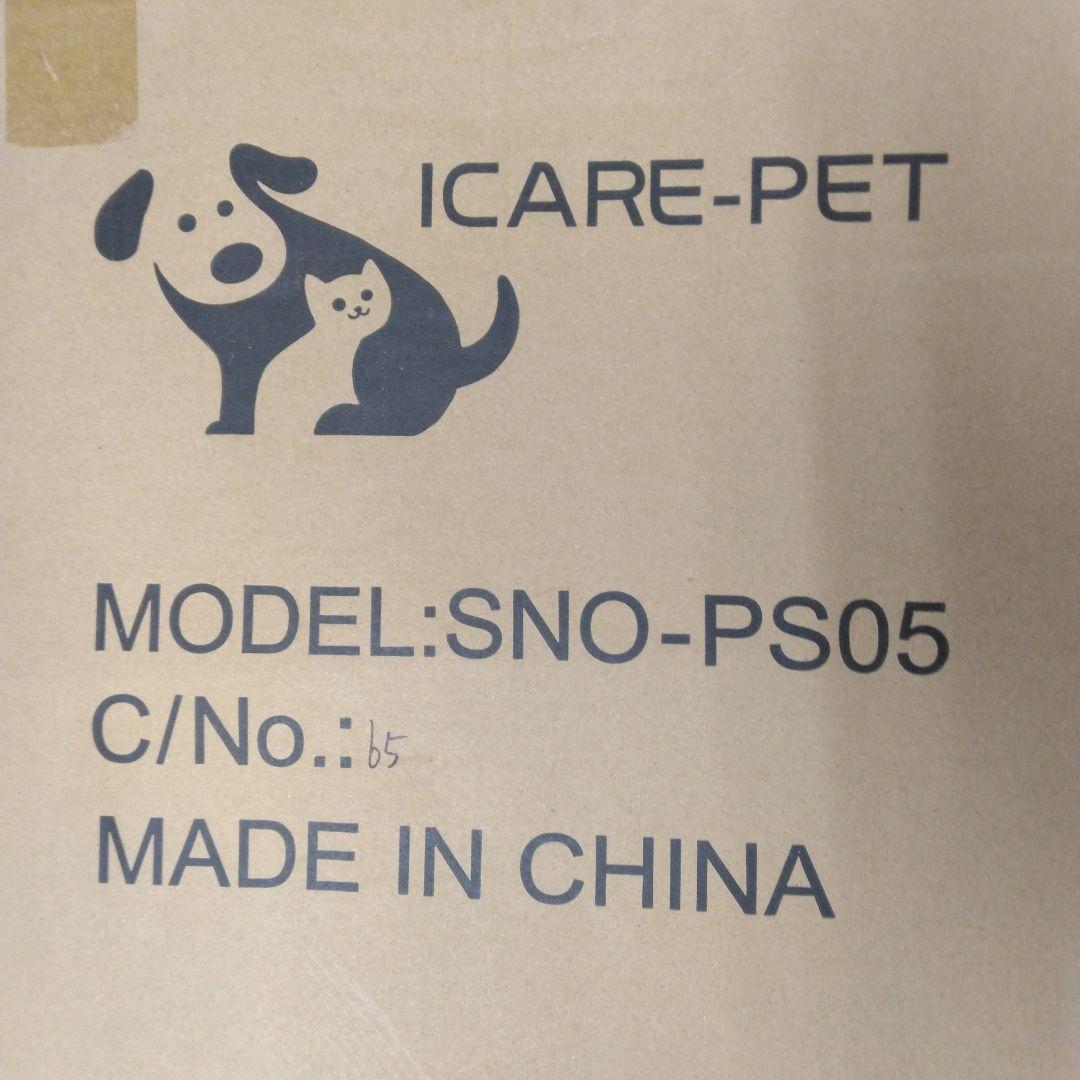 ICARE-PET
MODEL:SNO-PS05
C/No.:65
MADE IN CHINA